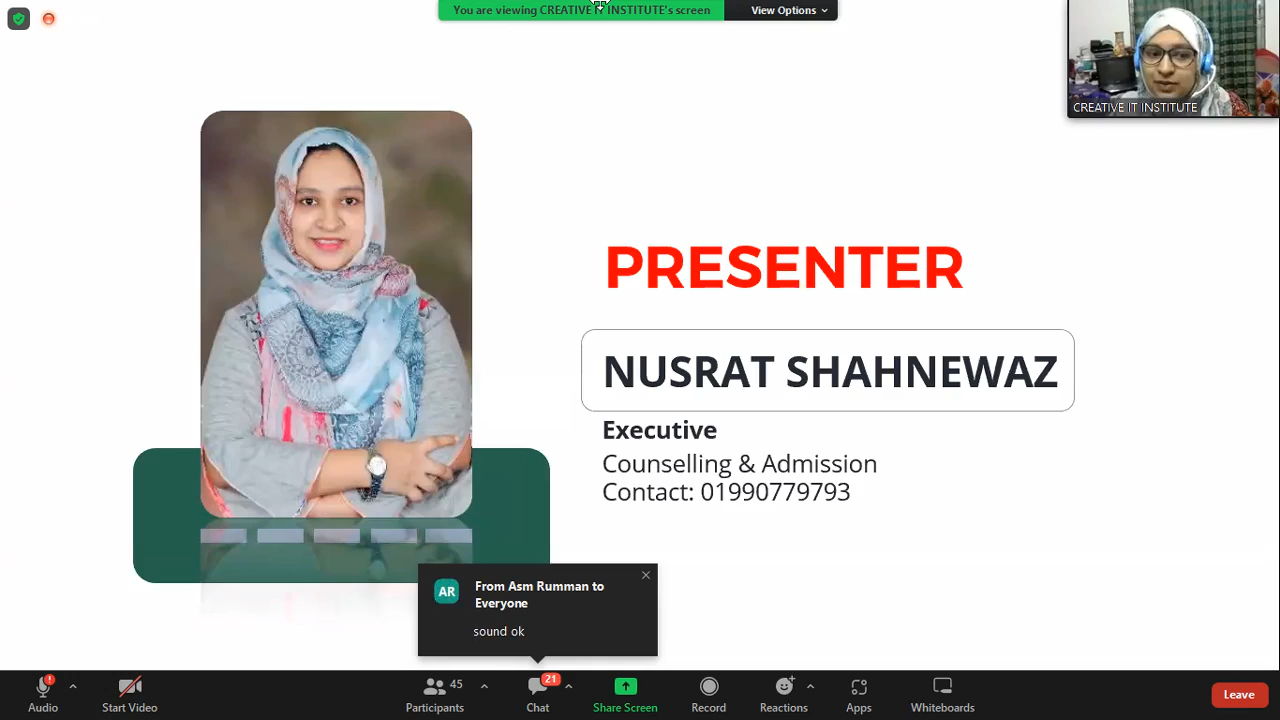 You are viewing CREATIVE IT INSTITUTE's screen
View Options
CREATIVE IT INSTITUTE
PRESENTER
NUSRAT SHAHNEWAZ
Executive
Counselling & Admission
Contact: 01990779793
AR
From Asm Rumman to
Everyone
sound ok
Audio
Start Video
45
Participants
21
Chat
Share Screen
Record
Reactions
Apps
Whiteboards
Leave